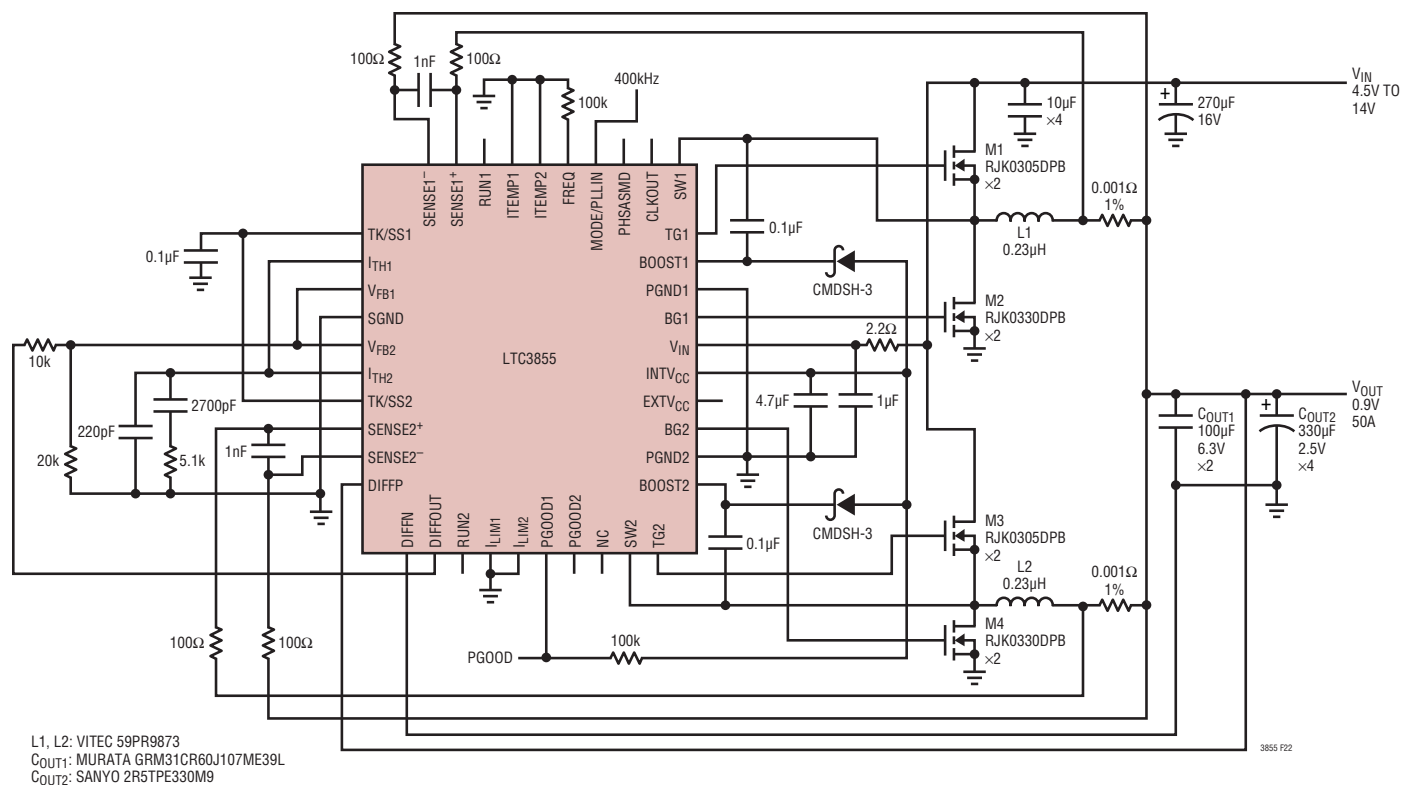 100Ω
1nF
100Ω
400kHz
100k
10µF
×4
+
270µF
16V
V_IN
4.5V TO
14V
SENSE1⁻
SENSE1⁺
RUN1
ITEMP1
ITEMP2
FREQ
MODE/PLLIN
PHSASMD
CLKOUT
SW1
M1
RJK0305DPB
×2
0.001Ω
1%
L1
0.23µH
0.1µF
TK/SS1
I_TH1
V_FB1
SGND
V_FB2
I_TH2
TK/SS2
SENSE2⁺
SENSE2⁻
DIFFP
LTC3855
TG1
BOOST1
PGND1
BG1
V_IN
INTV_CC
EXTV_CC
BG2
PGND2
BOOST2
0.1µF
CMDSH-3
M2
RJK0330DPB
×2
2.2Ω
4.7µF
1µF
10k
2700pF
220pF
5.1k
20k
1nF
V_OUT
0.9V
50A
C_OUT1
100µF
6.3V
×2
+
C_OUT2
330µF
2.5V
×4
DIFFN
DIFFOUT
RUN2
I_LIM1
I_LIM2
PGOOD1
PGOOD2
NC
SW2
TG2
0.1µF
CMDSH-3
M3
RJK0305DPB
×2
L2
0.23µH
0.001Ω
1%
M4
RJK0330DPB
×2
100Ω
100Ω
PGOOD
100k
L1, L2: VITEC 59PR9873
C_OUT1: MURATA GRM31CR60J107ME39L
C_OUT2: SANYO 2R5TPE330M9
3855 F22